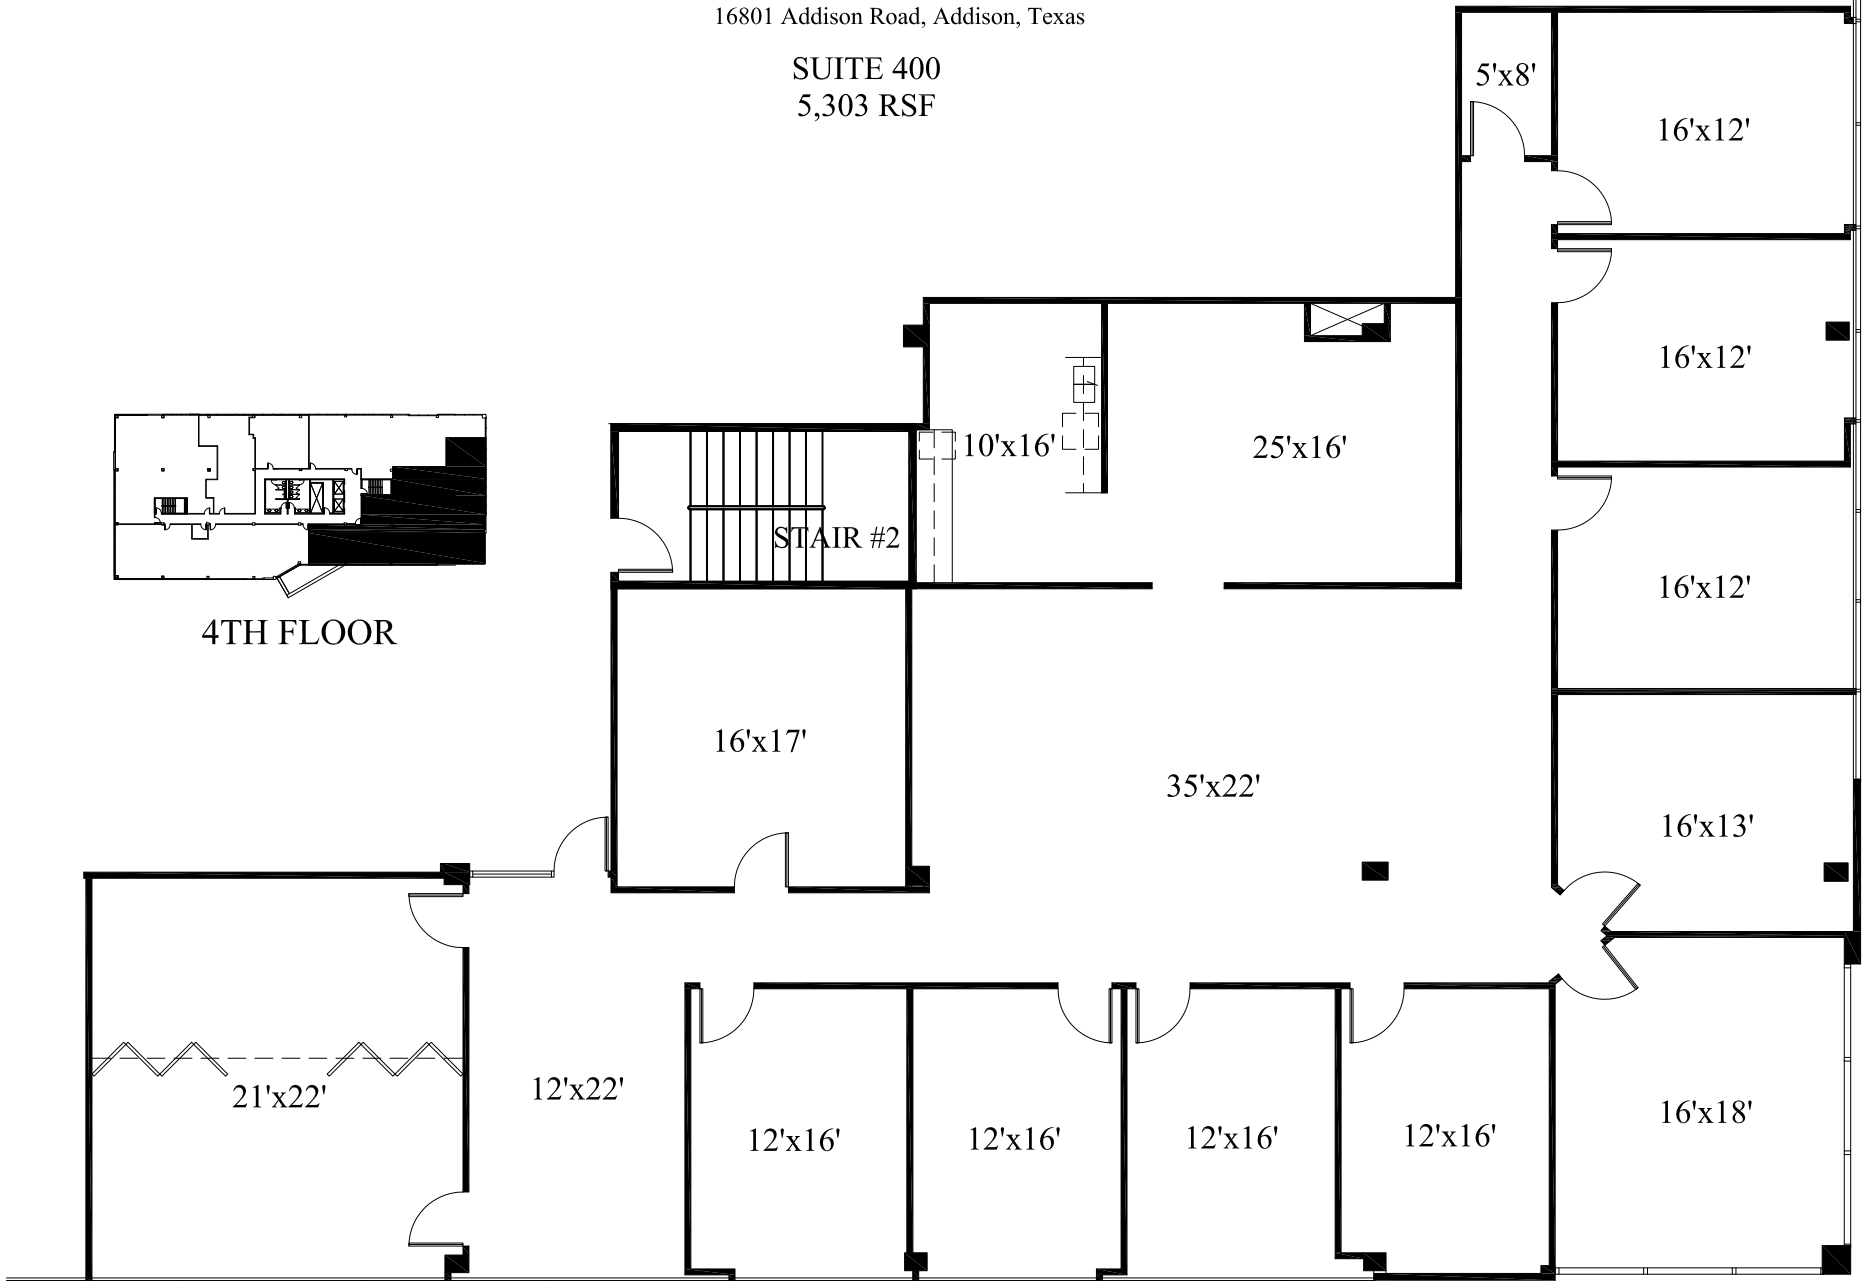 16801 Addison Road, Addison, Texas
SUITE 400
5,303 RSF
5'x8'
16'x12'
16'x12'
10'x16'
25'x16'
STAIR #2
16'x12'
4TH FLOOR
16'x17'
35'x22'
16'x13'
21'x22'
12'x22'
12'x16'
12'x16'
12'x16'
12'x16'
16'x18'